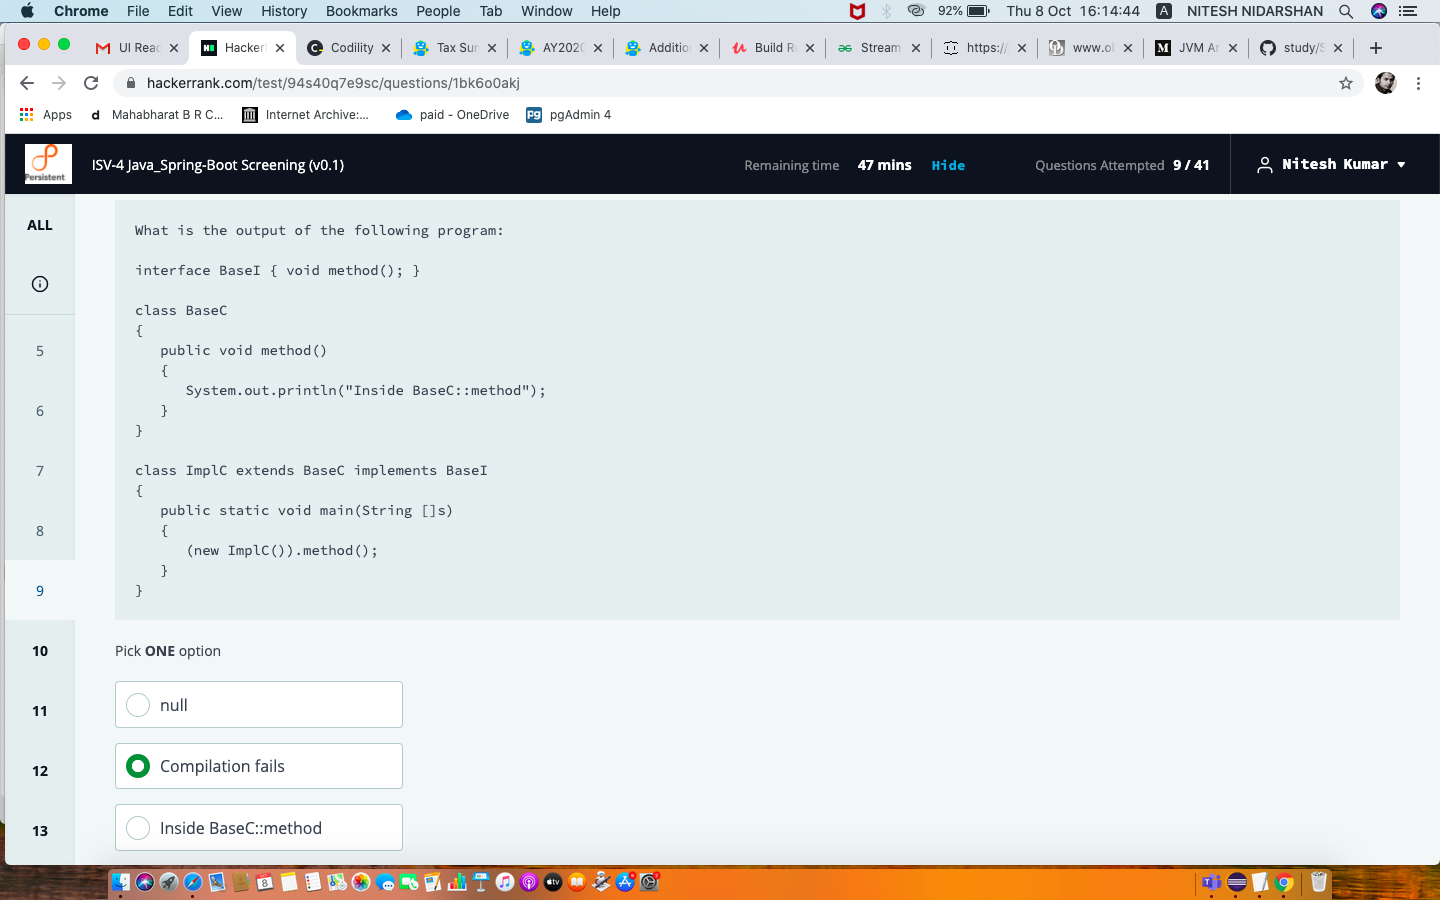 Chrome File Edit View History Bookmarks People Tab Window Help 92% Thu 8 Oct 16:14:44 A NITESH NIDARSHAN
UI Reac Hacker Codility Tax Sur AY202 Additio Build R Stream https:// www.ol JVM Ar study/S
hackerrank.com/test/94s40q7e9sc/questions/1bk6o0akj
Apps Mahabharat B R C... Internet Archive:... paid - OneDrive pgAdmin 4
Persistent ISV-4 Java_Spring-Boot Screening (v0.1) Remaining time 47 mins Hide Questions Attempted 9 / 41 Nitesh Kumar
ALL
5
6
7
8
9
10
11
12
13
What is the output of the following program:
interface BaseI { void method(); }
class BaseC
{
public void method()
{
System.out.println("Inside BaseC::method");
}
}
class ImplC extends BaseC implements BaseI
{
public static void main(String []s)
{
(new ImplC()).method();
}
}
Pick ONE option
null
Compilation fails
Inside BaseC::method